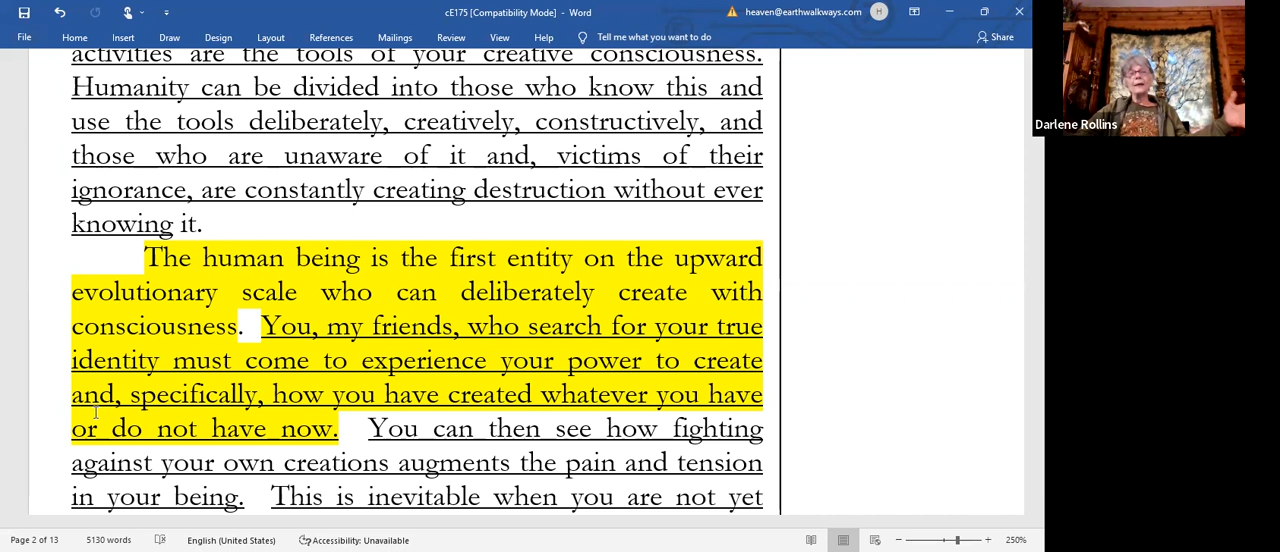 cE175 [Compatibility Mode] - Word
heaven@earthwalkways.com
H
File Home Insert Draw Design Layout References Mailings Review View Help Tell me what you want to do Share
activities are the tools of your creative consciousness.
Humanity can be divided into those who know this and
use the tools deliberately, creatively, constructively, and
those who are unaware of it and, victims of their
ignorance, are constantly creating destruction without ever
knowing it.
The human being is the first entity on the upward
evolutionary scale who can deliberately create with
consciousness. You, my friends, who search for your true
identity must come to experience your power to create
and, specifically, how you have created whatever you have
or do not have now. You can then see how fighting
against your own creations augments the pain and tension
in your being. This is inevitable when you are not yet
Darlene Rollins
Page 2 of 13 5130 words English (United States) Accessibility: Unavailable 250%